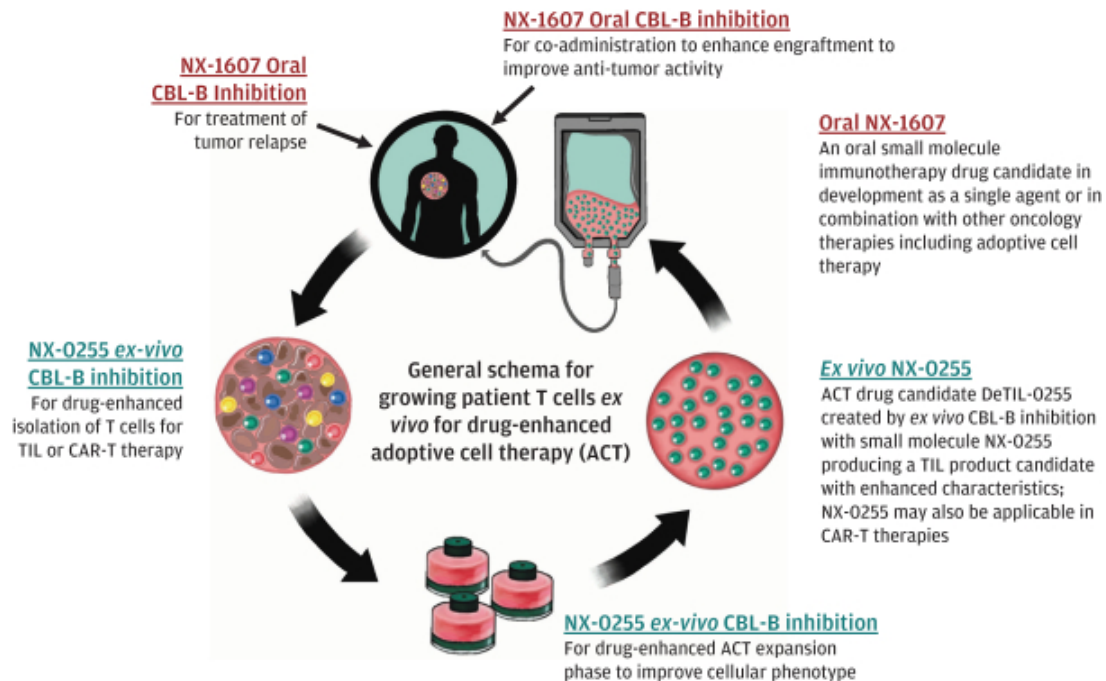 NX-1607 Oral CBL-B inhibition
For co-administration to enhance engraftment to
improve anti-tumor activity
NX-1607 Oral
CBL-B Inhibition
For treatment of
tumor relapse
Oral NX-1607
An oral small molecule
immunotherapy drug candidate in
development as a single agent or in
combination with other oncology
therapies including adoptive cell
therapy
NX-0255 ex-vivo
CBL-B inhibition
For drug-enhanced
isolation of T cells for
TIL or CAR-T therapy
General schema for
growing patient T cells ex
vivo for drug-enhanced
adoptive cell therapy (ACT)
Ex vivo NX-0255
ACT drug candidate DeTIL-0255
created by ex vivo CBL-B inhibition
with small molecule NX-0255
producing a TIL product candidate
with enhanced characteristics;
NX-0255 may also be applicable in
CAR-T therapies
NX-0255 ex-vivo CBL-B inhibition
For drug-enhanced ACT expansion
phase to improve cellular phenotype